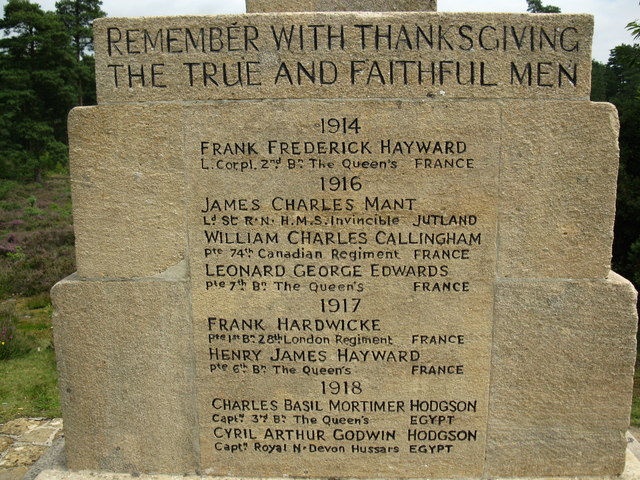 REMEMBER WITH THANKSGIVING
THE TRUE AND FAITHFUL MEN
1914
FRANK FREDERICK HAYWARD
L. Corpl. 2nd. Bn. The Queen's FRANCE
1916
JAMES CHARLES MANT
Ld St R.N. H.M.S. Invincible JUTLAND
WILLIAM CHARLES CALLINGHAM
Pte 74th Canadian Regiment FRANCE
LEONARD GEORGE EDWARDS
Pte 7th Bn The Queen's FRANCE
1917
FRANK HARDWICKE
Pte 1st Bn. 28th London Regiment FRANCE
HENRY JAMES HAYWARD
Pte 6th Bn The Queen's FRANCE
1918
CHARLES BASIL MORTIMER HODGSON
Captn 3rd Bn The Queen's EGYPT
CYRIL ARTHUR GODWIN HODGSON
Captn Royal N. Devon Hussars EGYPT